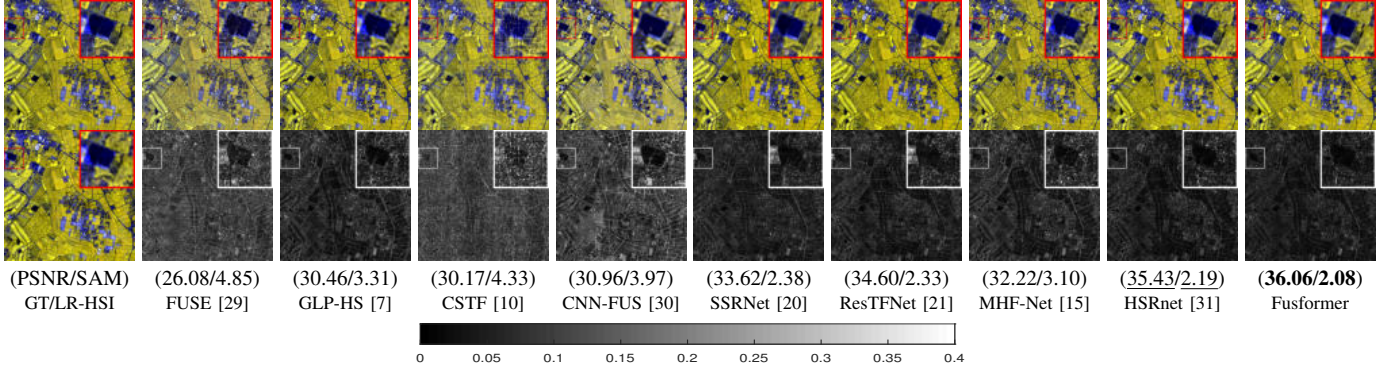 (PSNR/SAM) (26.08/4.85) (30.46/3.31) (30.17/4.33) (30.96/3.97) (33.62/2.38) (34.60/2.33) (32.22/3.10) (35.43/2.19) (36.06/2.08)
GT/LR-HSI FUSE [29] GLP-HS [7] CSTF [10] CNN-FUS [30] SSRNet [20] ResTFNet [21] MHF-Net [15] HSRnet [31] Fusformer
0 0.05 0.1 0.15 0.2 0.25 0.3 0.35 0.4